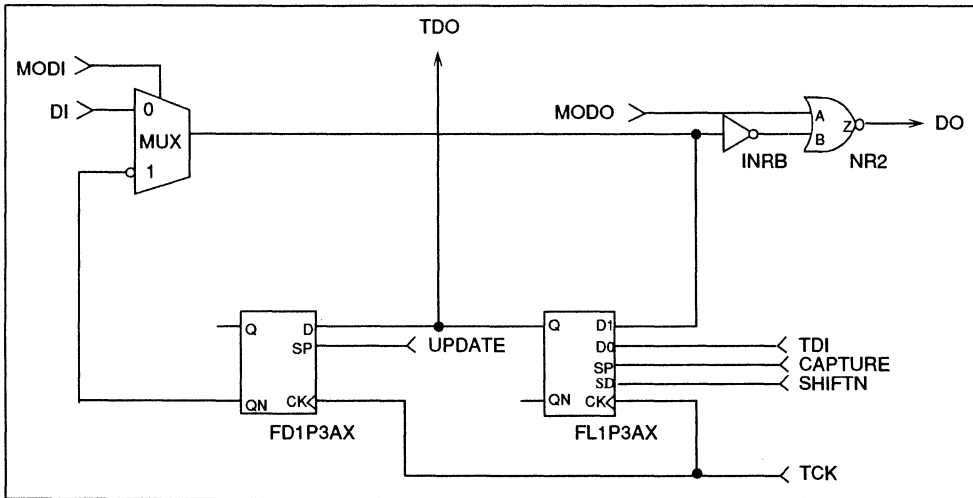 TDO
MODI
DI
0
MUX
1
MODO
A
B
Z
DO
INRB
NR2
Q
D
SP
UPDATE
QN
CK
FD1P3AX
Q
D1
D0
SP
SD
QN
CK
TDI
CAPTURE
SHIFTN
FL1P3AX
TCK